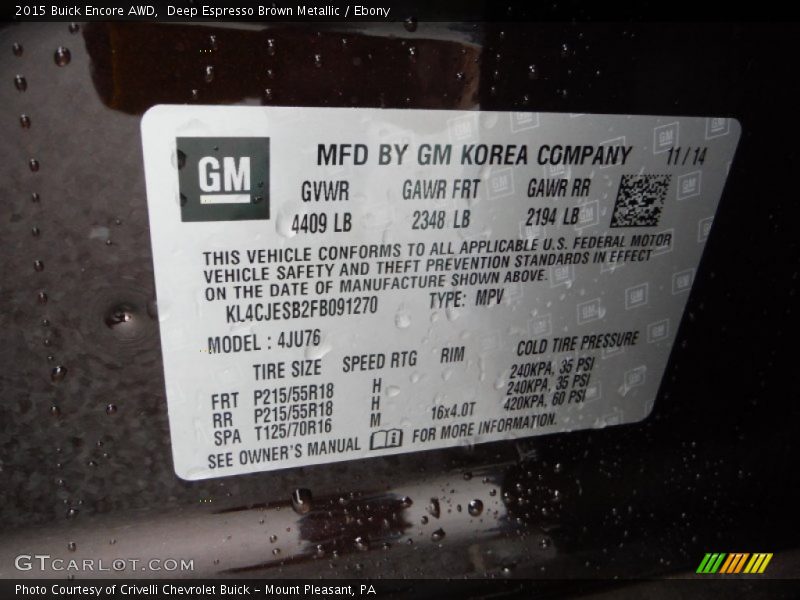 2015 Buick Encore AWD,  Deep Espresso Brown Metallic / Ebony
GM
MFD BY GM KOREA COMPANY 11/14
GVWR GAWR FRT GAWR RR
4409 LB 2348 LB 2194 LB
THIS VEHICLE CONFORMS TO ALL APPLICABLE U.S. FEDERAL MOTOR
VEHICLE SAFETY AND THEFT PREVENTION STANDARDS IN EFFECT
ON THE DATE OF MANUFACTURE SHOWN ABOVE.
KL4CJESB2FB091270 TYPE: MPV
MODEL : 4JU76
TIRE SIZE SPEED RTG RIM COLD TIRE PRESSURE
FRT P215/55R18 H 240KPA, 35 PSI
RR P215/55R18 H 240KPA, 35 PSI
SPA T125/70R16 M 16x4.0T 420KPA, 60 PSI
SEE OWNER'S MANUAL FOR MORE INFORMATION.
GTCARLOT.COM
Photo Courtesy of Crivelli Chevrolet Buick - Mount Pleasant, PA